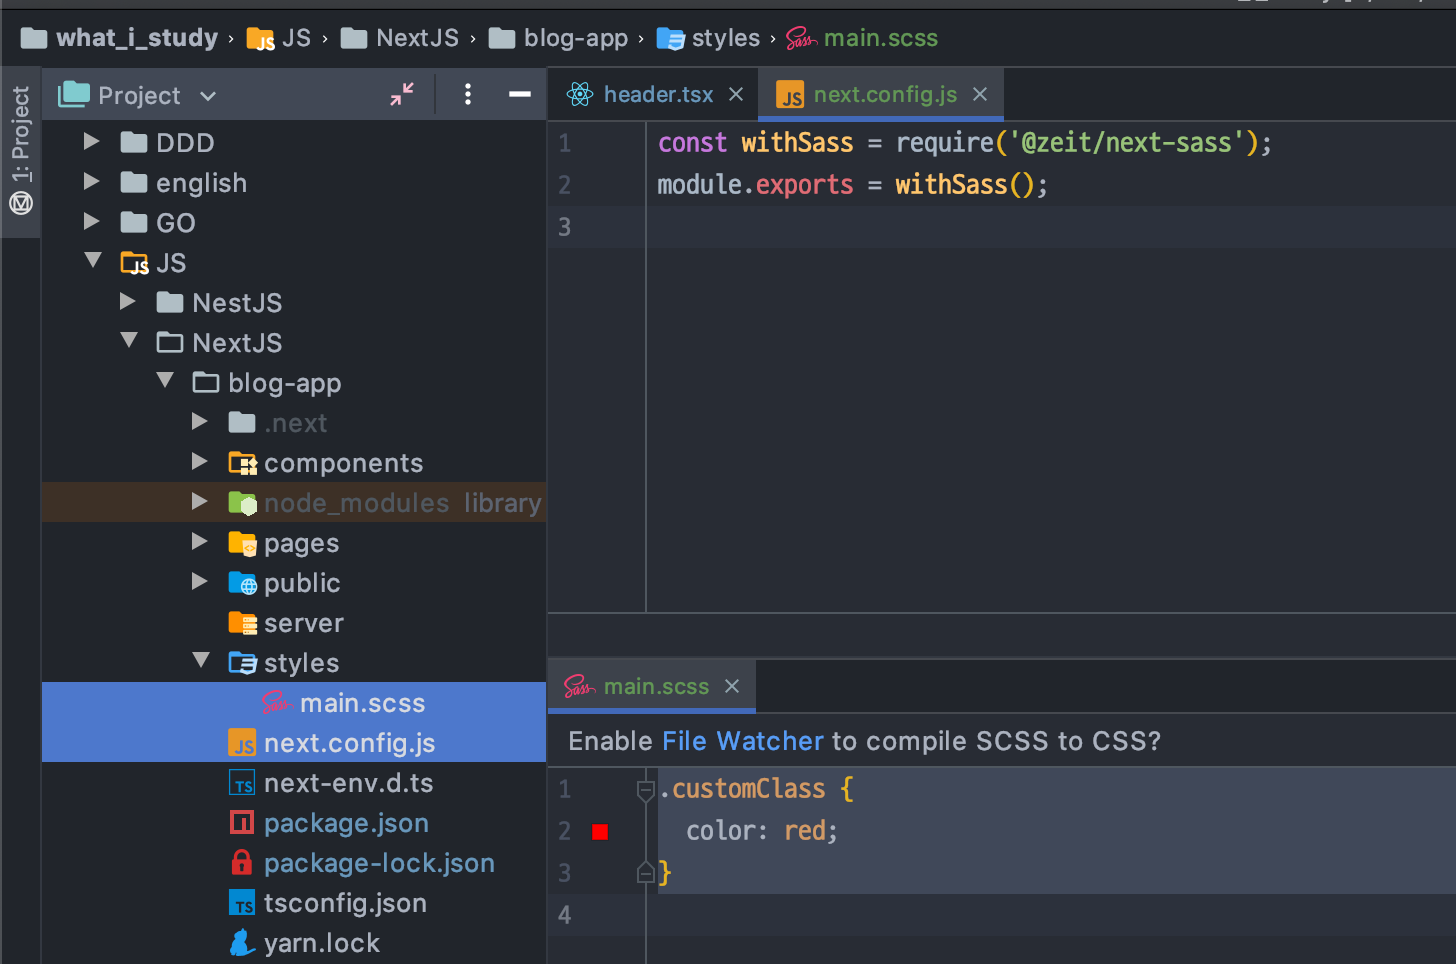 what_i_study › JS › NextJS › blog-app › styles › main.scss
1: Project
Project
DDD
english
GO
JS
NestJS
NextJS
blog-app
.next
components
node_modules library
pages
public
server
styles
main.scss
next.config.js
next-env.d.ts
package.json
package-lock.json
tsconfig.json
yarn.lock
header.tsx
next.config.js
1 const withSass = require('@zeit/next-sass');
2 module.exports = withSass();
3
main.scss
Enable File Watcher to compile SCSS to CSS?
1 .customClass {
2 color: red;
3 }
4